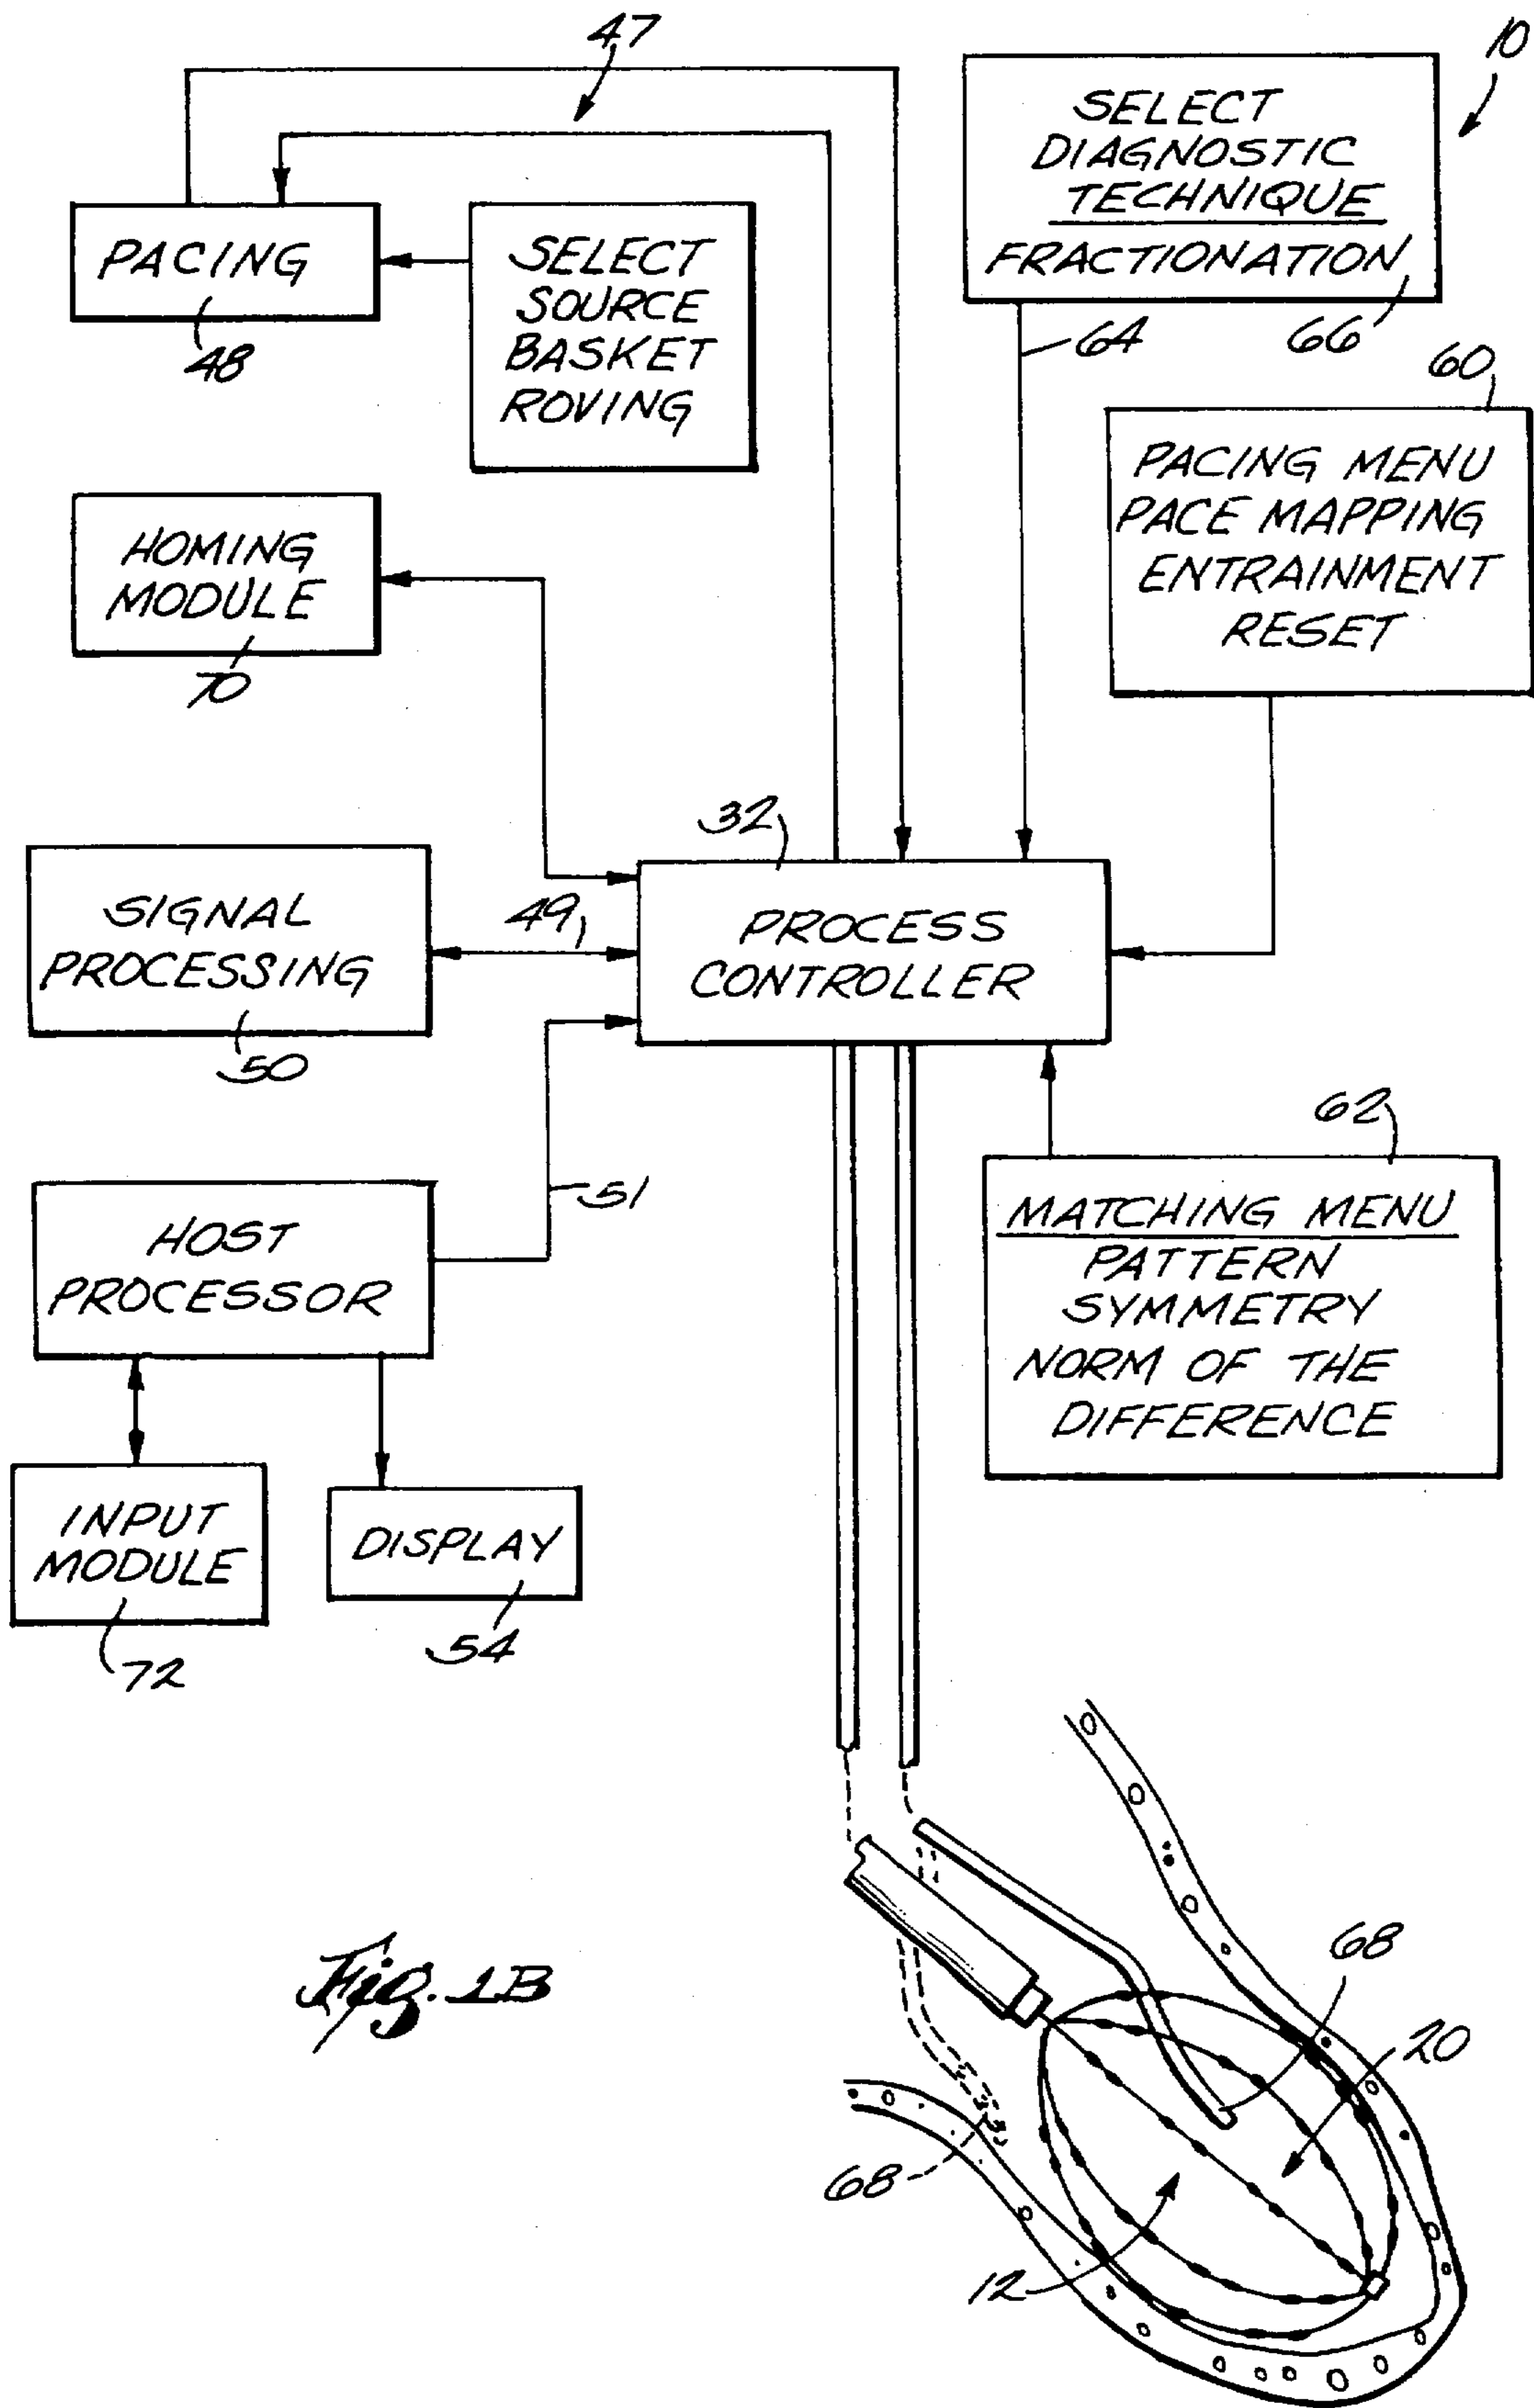 47
10
SELECT
DIAGNOSTIC
TECHNIQUE
FRACTIONATION
66
64
PACING
48
SELECT
SOURCE
BASKET
ROVING
60
PACING MENU
PACE MAPPING
ENTRAINMENT
RESET
HOMING
MODULE
70
32
PROCESS
CONTROLLER
SIGNAL
PROCESSING
50
49
51
HOST
PROCESSOR
62
MATCHING MENU
PATTERN
SYMMETRY
NORM OF THE
DIFFERENCE
INPUT
MODULE
72
DISPLAY
54
Fig. 1B
68
20
68
12